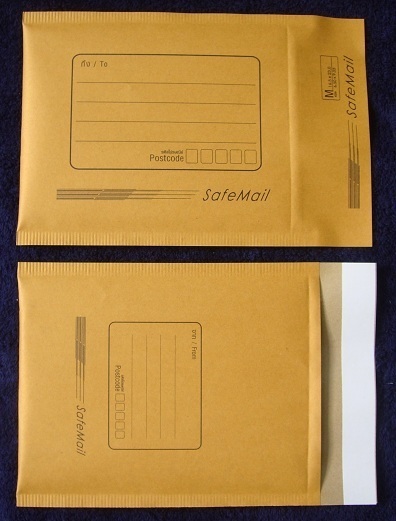 ถึง / To
รหัสไปรษณีย์
Postcode
SafeMail
M
SafeMail
จาก / From
รหัสไปรษณีย์
Postcode
SafeMail